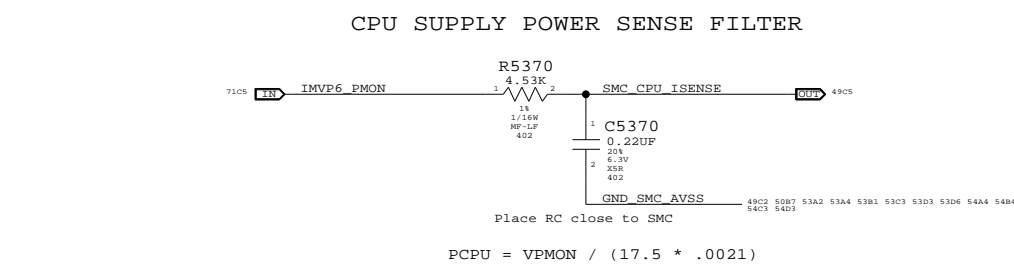 CPU SUPPLY POWER SENSE FILTER
R5370
4.53K
71C5 IN IMVP6_PMON 1 2 SMC_CPU_ISENSE OUT 49C5
1%
1/16W
MF-LF
402
1 C5370
0.22UF
20%
6.3V
2 X5R
402
GND_SMC_AVSS 49C2 50B7 53A2 53A4 53B1 53C3 53D3 53D6 54A4 54B4
54C3 54D3
Place RC close to SMC
PCPU = VPMON / (17.5 * .0021)